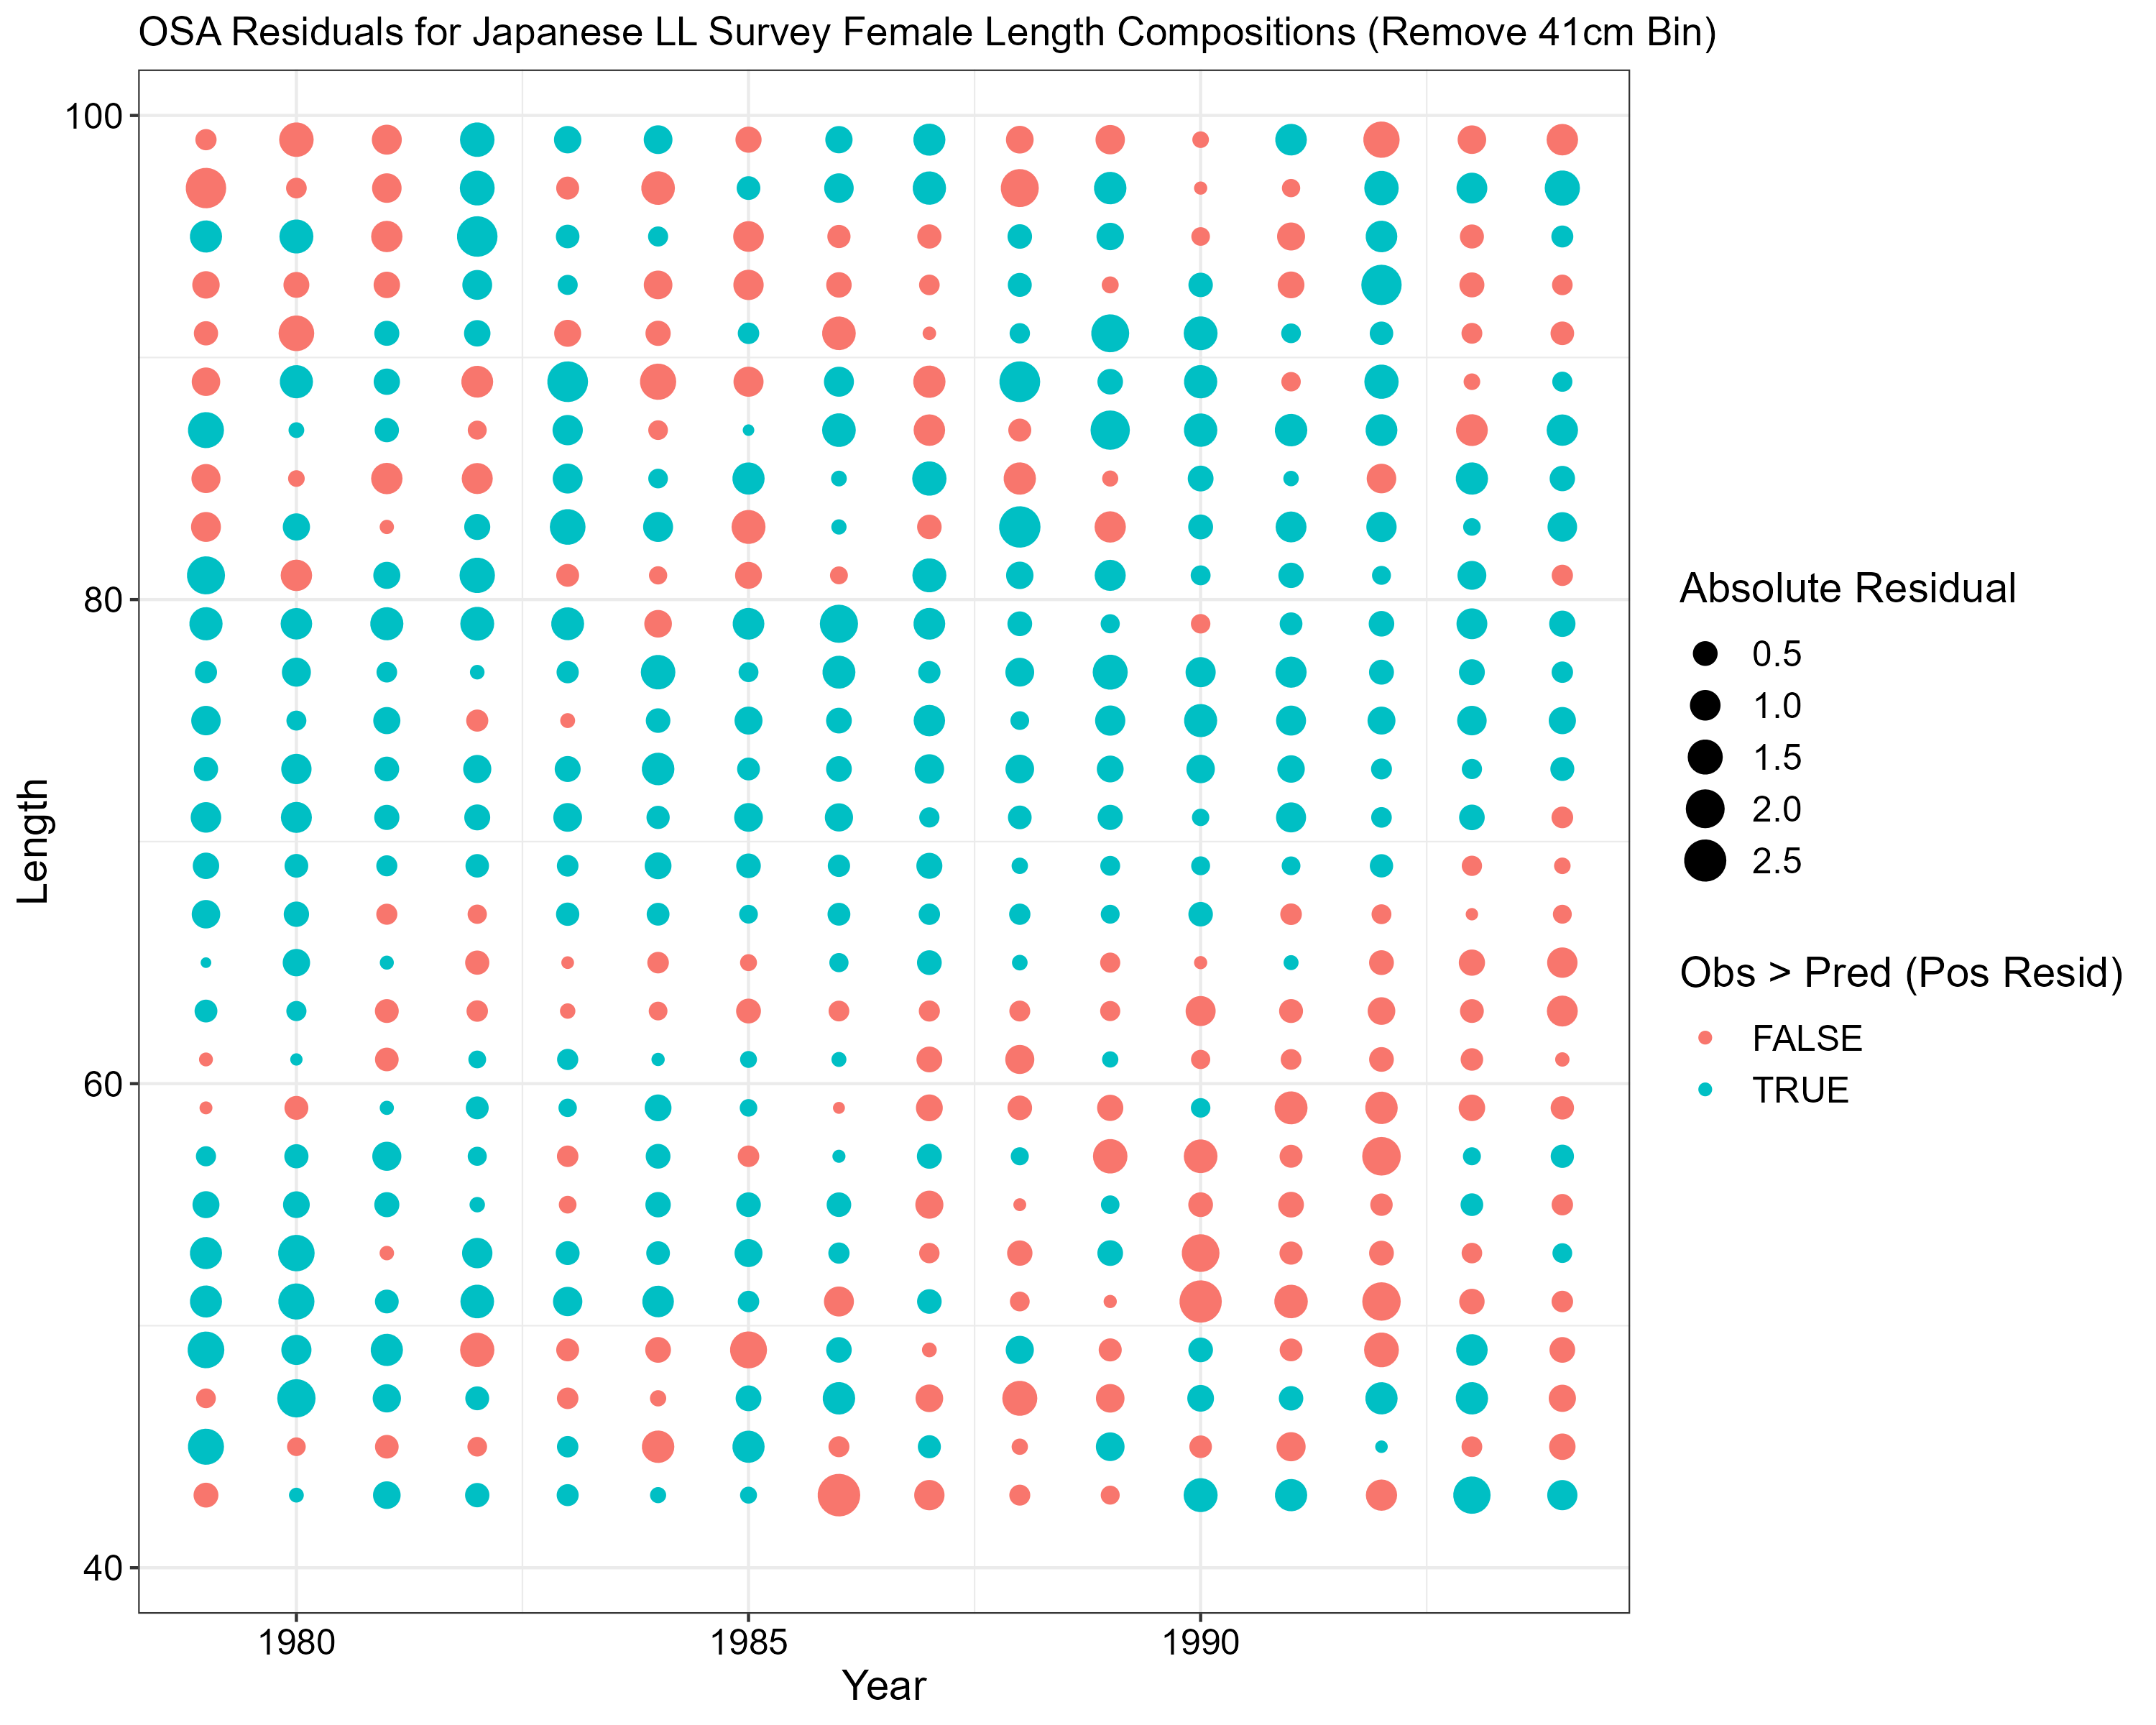 OSA Residuals for Japanese LL Survey Female Length Compositions (Remove 41cm Bin)
100
80
60
40
Length
1980
1985
1990
Year
Absolute Residual
0.5
1.0
1.5
2.0
2.5
Obs > Pred (Pos Resid)
FALSE
TRUE